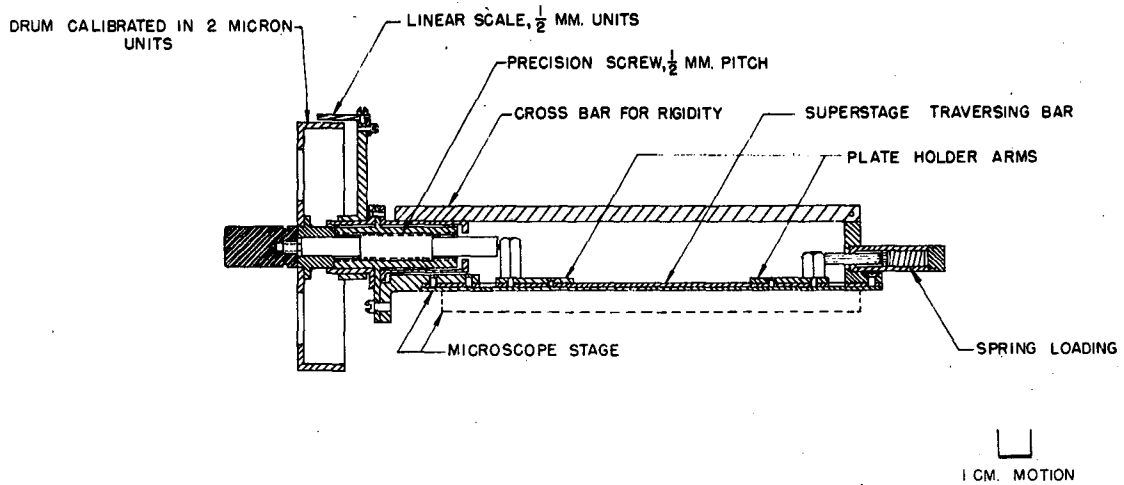 DRUM CALIBRATED IN 2 MICRON
UNITS
LINEAR SCALE, 1/2 MM. UNITS
PRECISION SCREW, 1/2 MM. PITCH
CROSS BAR FOR RIGIDITY
SUPERSTAGE TRAVERSING BAR
PLATE HOLDER ARMS
MICROSCOPE STAGE
SPRING LOADING
1 CM. MOTION